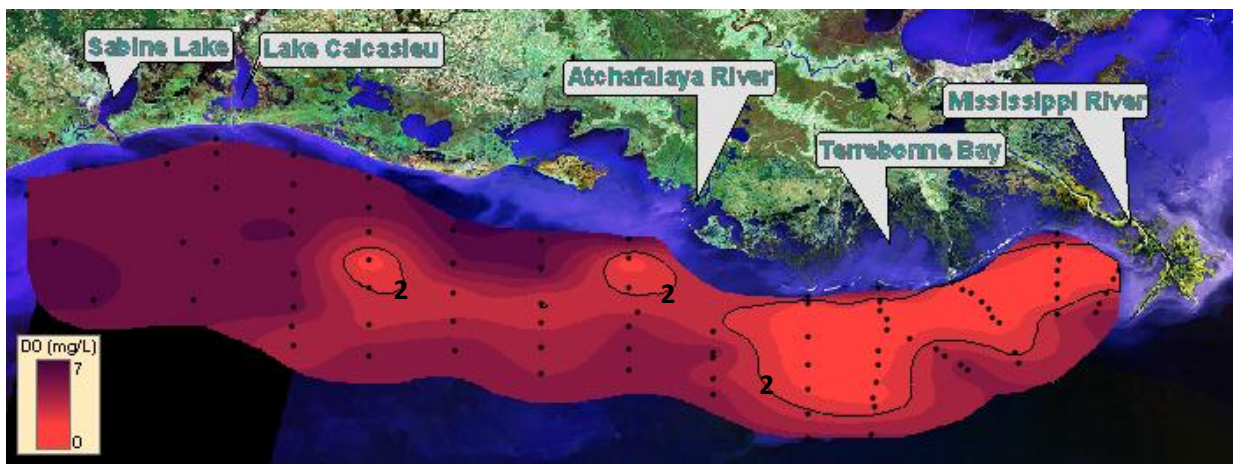 Sabine Lake
Lake Calcasieu
Atchafalaya River
Mississippi River
Terrebonne Bay
2
2
2
DO (mg/L)
7
0